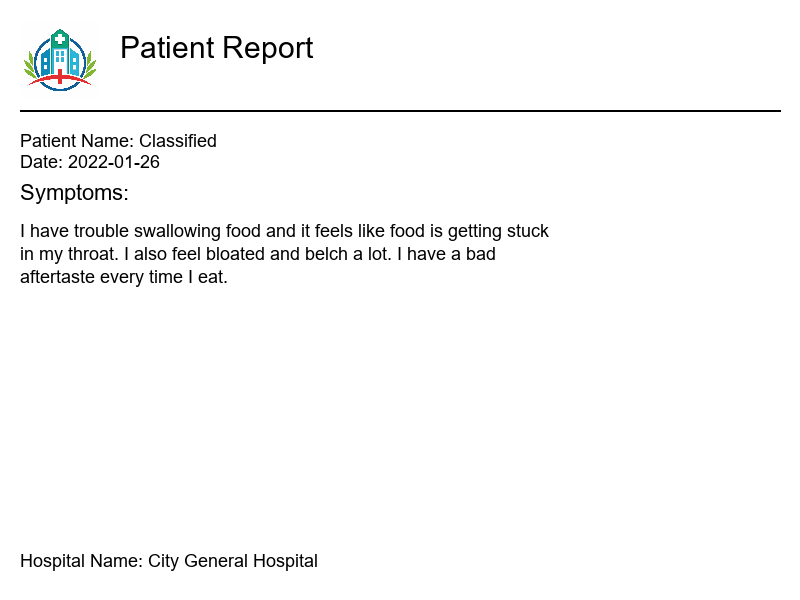 Patient Report
Patient Name: Classified
Date: 2022-01-26
Symptoms:
I have trouble swallowing food and it feels like food is getting stuck
in my throat. I also feel bloated and belch a lot. I have a bad
aftertaste every time I eat.
Hospital Name: City General Hospital